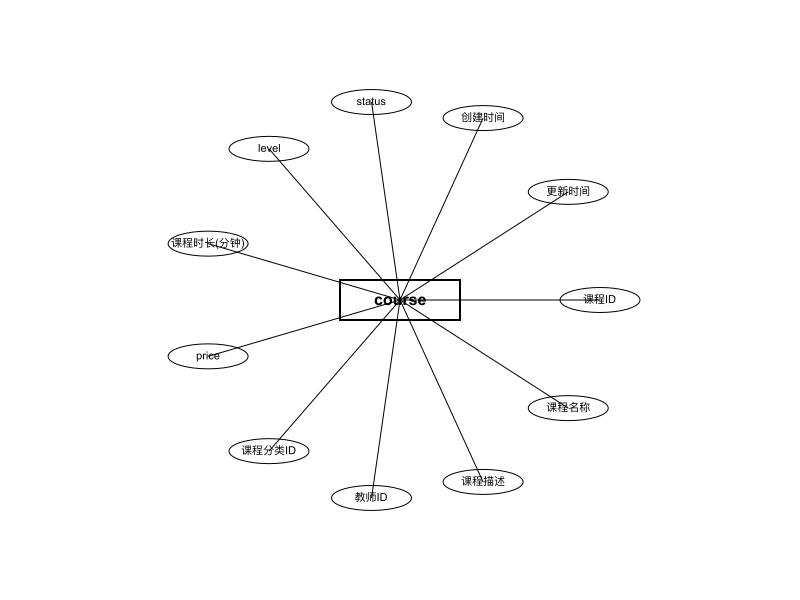 status
创建时间
level
更新时间
课程时长(分钟)
course
课程ID
price
课程名称
课程分类ID
课程描述
教师ID